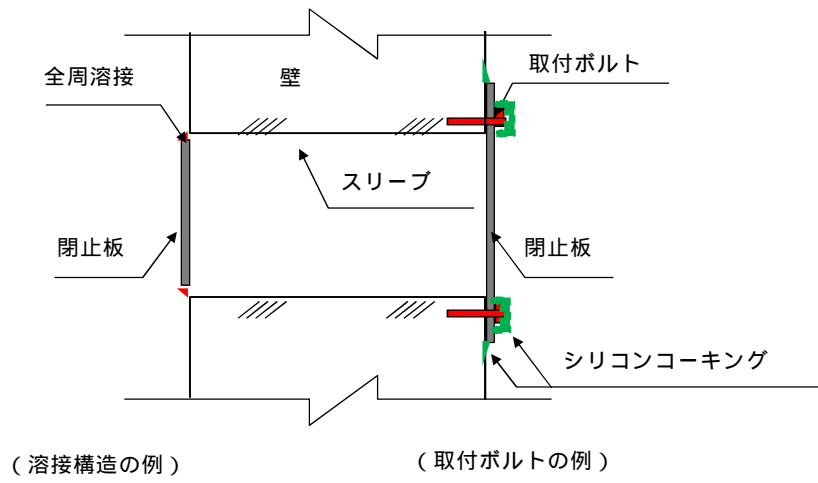 取付ボルト
全周溶接
壁
スリーブ
閉止板
閉止板
シリコンコーキング
(溶接構造の例)
(取付ボルトの例)